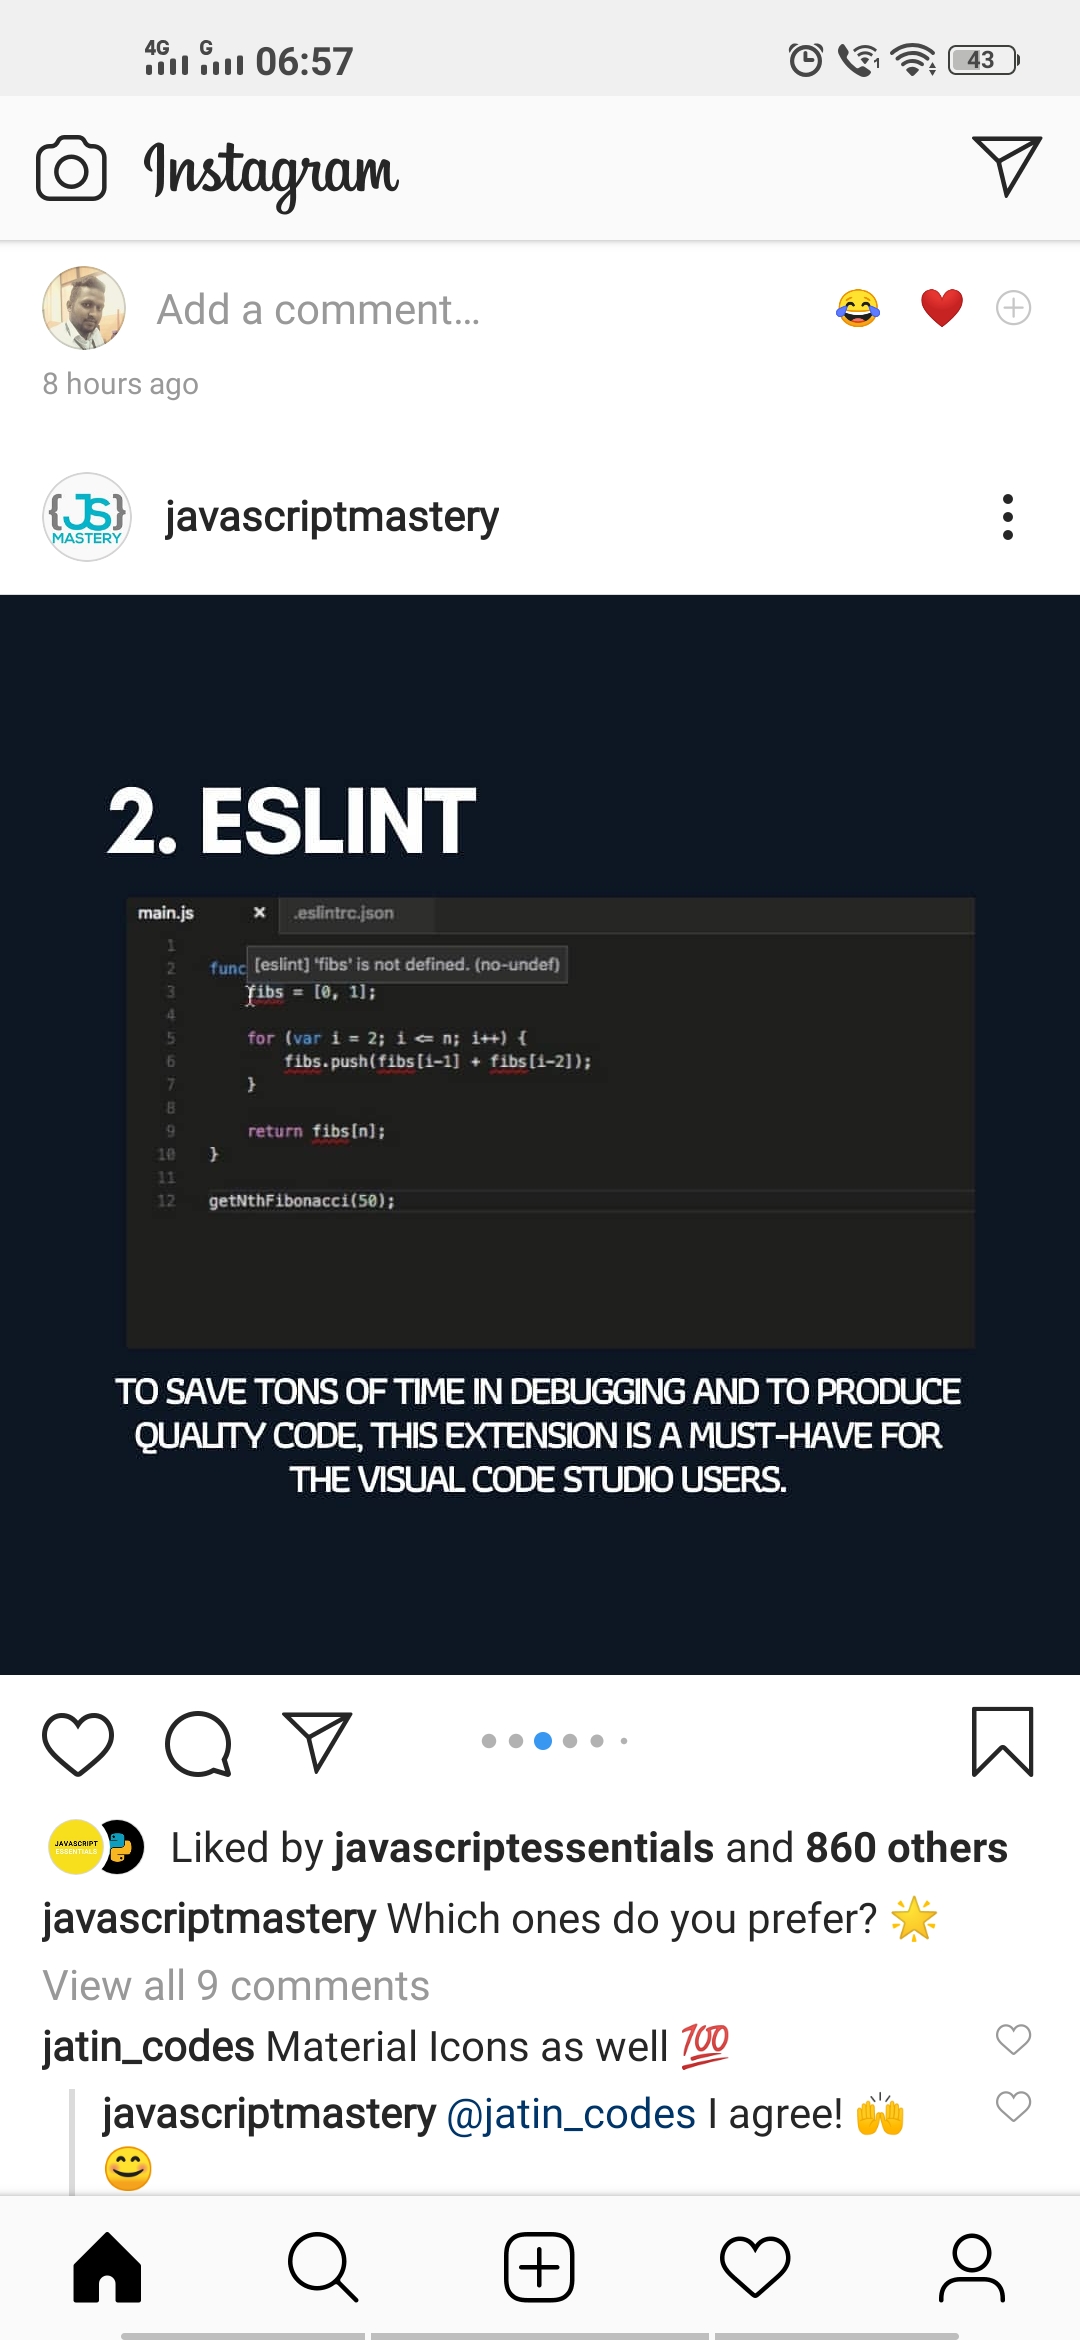 4G G 06:57 1 43
Instagram
Add a comment...
8 hours ago
{JS}
MASTERY
javascriptmastery
2. ESLINT
main.js × .eslintrc.json
1
2 func [eslint] 'fibs' is not defined. (no-undef)
3 fibs = [0, 1];
4
5 for (var i = 2; i <= n; i++) {
6 fibs.push(fibs[i-1] + fibs[i-2]);
7 }
8
9 return fibs[n];
10 }
11
12 getNthFibonacci(50);
TO SAVE TONS OF TIME IN DEBUGGING AND TO PRODUCE
QUALITY CODE, THIS EXTENSION IS A MUST-HAVE FOR
THE VISUAL CODE STUDIO USERS.
JAVASCRIPT
ESSENTIALS
Liked by javascriptessentials and 860 others
javascriptmastery Which ones do you prefer? 🌟
View all 9 comments
jatin_codes Material Icons as well 💯
javascriptmastery @jatin_codes I agree! 🙌
😊